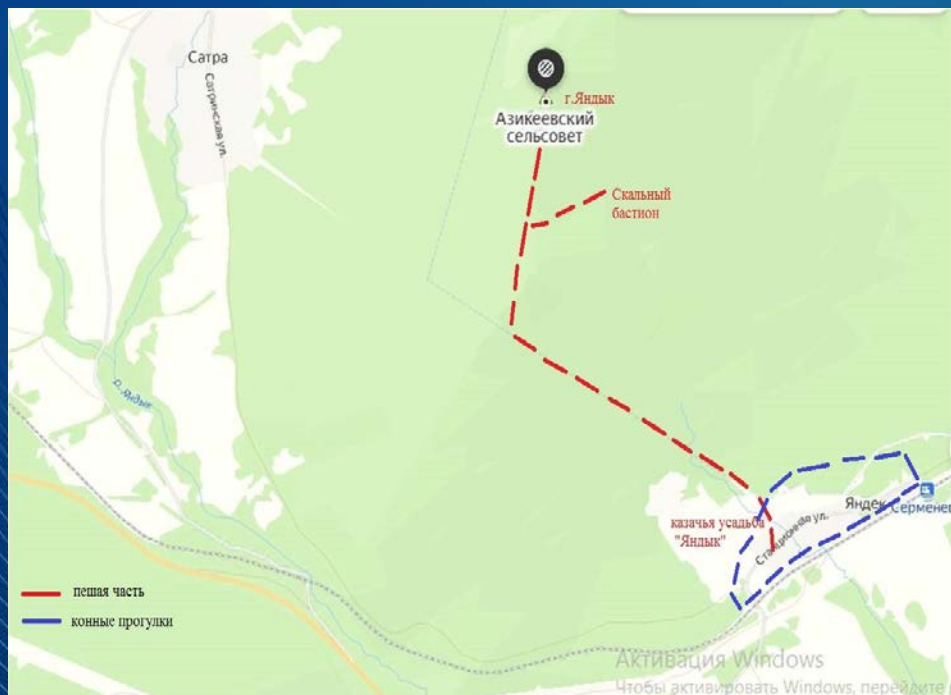 Сатра
Сатринская ул.
г.Яндык
Азикеевский
сельсовет
Скальный
бастион
р. Яндык
казачья усадьба
"Яндык"
Яндек
Серменев
Станционная ул.
пешая часть
конные прогулки
Активация Windows
Чтобы активировать Windows, перейдите